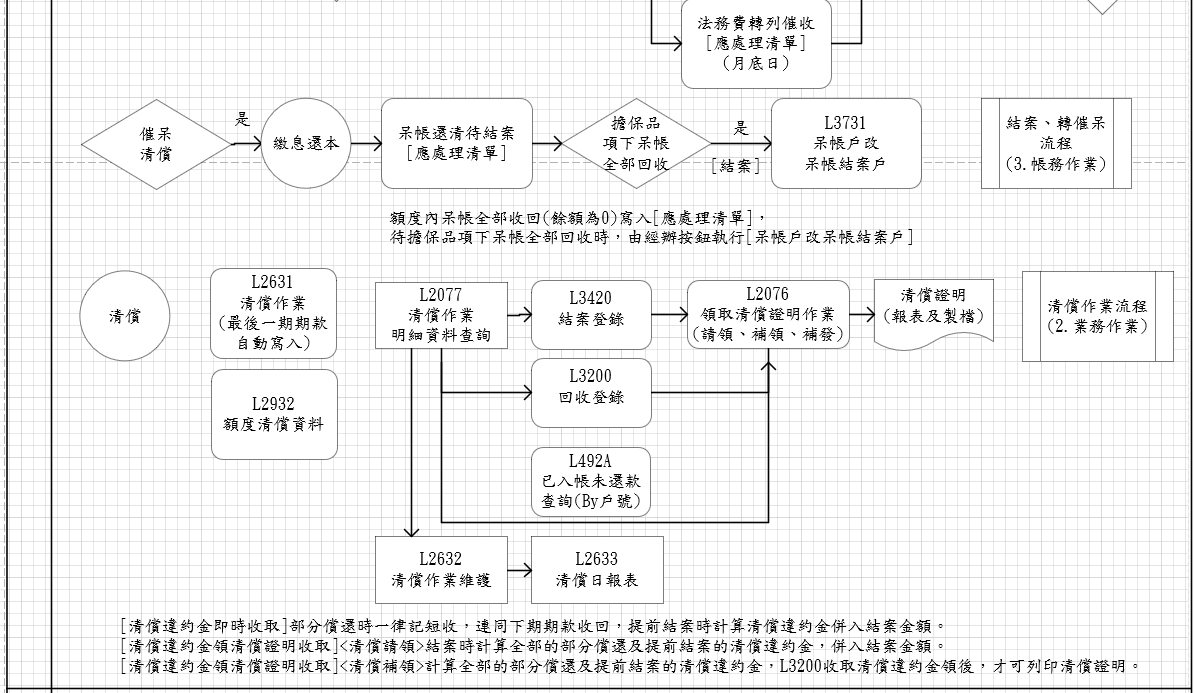 法務費轉列催收
[應處理清單]
(月底日)
催呆
清償
是
繳息還本
呆帳還清待結案
[應處理清單]
擔保品
項下呆帳
全部回收
是
[結案]
L3731
呆帳戶改
呆帳結案戶
結案、轉催呆
流程
(3.帳務作業)
額度內呆帳全部收回(餘額為0)寫入[應處理清單]，
待擔保品項下呆帳全部回收時，由經辦按鈕執行[呆帳戶改呆帳結案戶]
清償
L2631
清償作業
(最後一期期款
自動寫入)
L2932
額度清償資料
L2077
清償作業
明細資料查詢
L3420
結案登錄
L2076
領取清償證明作業
(請領、補領、補發)
清償證明
(報表及製檔)
清償作業流程
(2.業務作業)
L3200
回收登錄
L492A
已入帳未還款
查詢(By戶號)
L2632
清償作業維護
L2633
清償日報表
[清償違約金即時收取]部分償還時一律記短收，連同下期期款收回，提前結案時計算清償違約金併入結案金額。
[清償違約金領清償證明收取]<清償請領>結案時計算全部的部分償還及提前結案的清償違約金，併入結案金額。
[清償違約金領清償證明收取]<清償補領>計算全部的部分償還及提前結案的清償違約金，L3200收取清償違約金領後，才可列印清償證明。